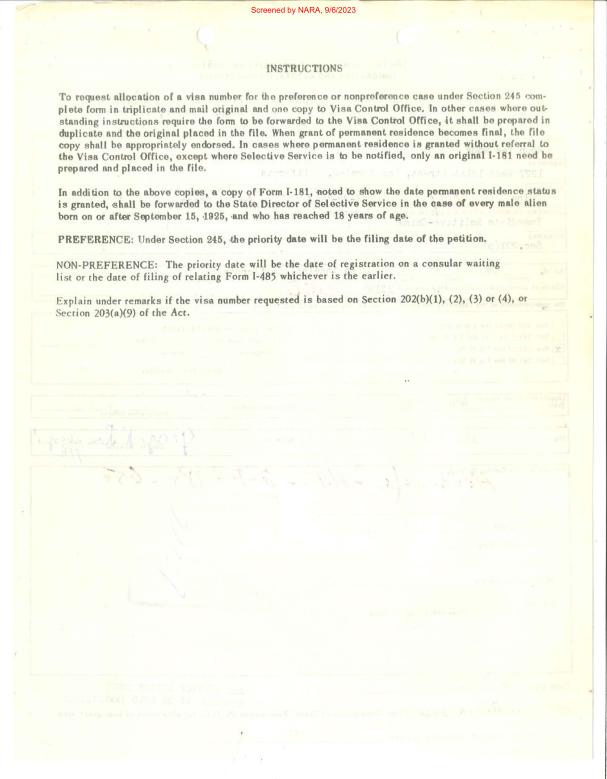 Screened by NARA, 9/6/2023
INSTRUCTIONS
To request allocation of a visa number for the preference or nonpreference case under Section 245 com-
plete form in triplicate and mail original and one copy to Visa Control Office. In other cases where out-
standing instructions require the form to be forwarded to the Visa Control Office, it shall be prepared in
duplicate and the original placed in the file. When grant of permanent residence becomes final, the file
copy shall be appropriately endorsed. In cases where permanent residence is granted without referral to
the Visa Control Office, except where Selective Service is to be notified, only an original I-181 need be
prepared and placed in the file.
In addition to the above copies, a copy of Form I-181, noted to show the date permanent residence status
is granted, shall be forwarded to the State Director of Selective Service in the case of every male alien
born on or after September 15, 1925, and who has reached 18 years of age.
PREFERENCE: Under Section 245, the priority date will be the filing date of the petition.
NON-PREFERENCE: The priority date will be the date of registration on a consular waiting
list or the date of filing of relating Form I-485 whichever is the earlier.
Explain under remarks if the visa number requested is based on Section 202(b)(1), (2), (3) or (4), or
Section 203(a)(9) of the Act.